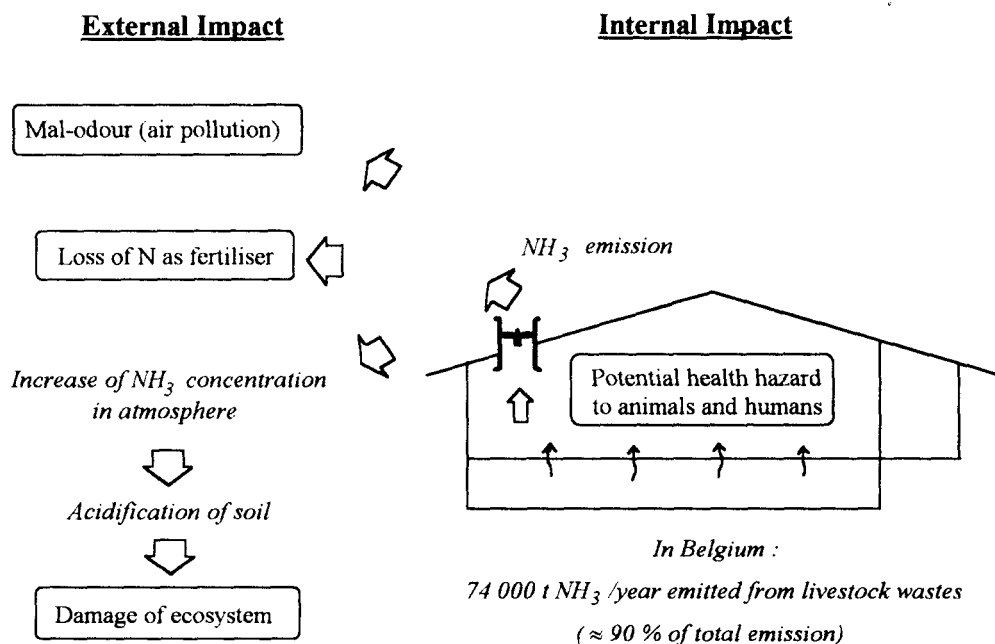 External Impact
Internal Impact
Mal-odour (air pollution)
Loss of N as fertiliser
Increase of NH₃ concentration
in atmosphere
Acidification of soil
Damage of ecosystem
NH₃ emission
Potential health hazard
to animals and humans
In Belgium :
74 000 t NH₃ /year emitted from livestock wastes
( ≈ 90 % of total emission)